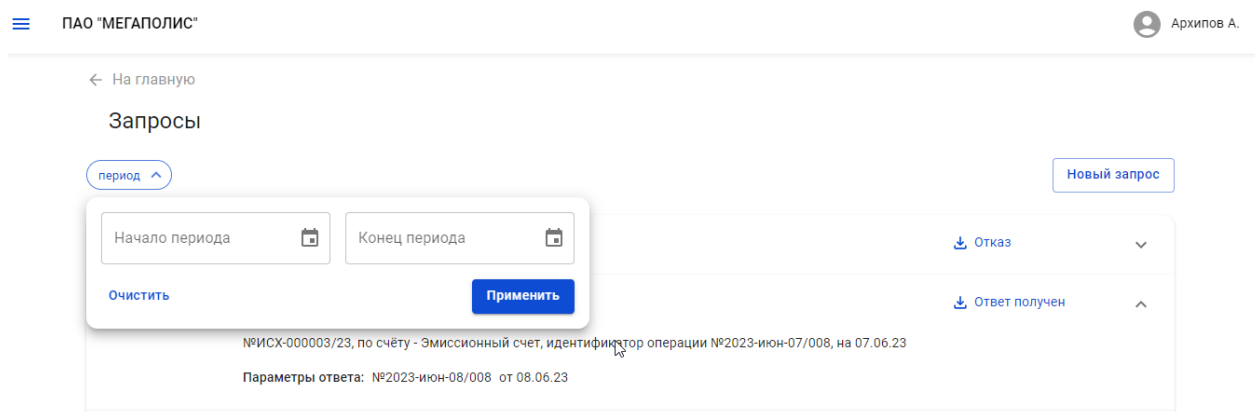 ПАО "МЕГАПОЛИС"
Архипов А.
На главную
Запросы
период
Новый запрос
Начало периода
Конец периода
Отказ
Очистить
Применить
Ответ получен
№ИСХ-000003/23, по счёту - Эмиссионный счет, идентификатор операции №2023-июн-07/008, на 07.06.23
Параметры ответа: №2023-июн-08/008 от 08.06.23